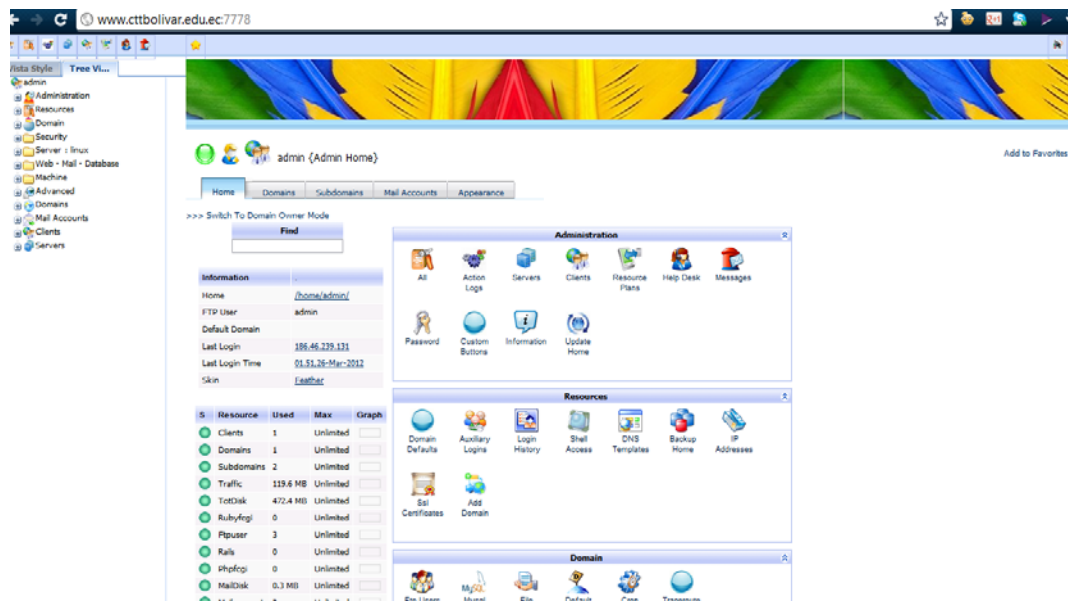 www.cttbolivar.edu.ec:7778
Vista Style Tree Vi...
admin
Administration
Resources
Domain
Security
Server : linux
Web - Mail - Database
Machine
Advanced
Domains
Mail Accounts
Clients
Servers
admin {Admin Home}
Add to Favorites
Home Domains Subdomains Mail Accounts Appearance
>>> Switch To Domain Owner Mode
Find
Information
Home /home/admin/
FTP User admin
Default Domain
Last Login 186.46.239.131
Last Login Time 01.51.26-Mar-2012
Skin Feather
S Resource Used Max Graph
Clients 1 Unlimited
Domains 1 Unlimited
Subdomains 2 Unlimited
Traffic 119.6 MB Unlimited
TotDisk 472.4 MB Unlimited
Rubyfcgi 0 Unlimited
Ftpuser 3 Unlimited
Rails 0 Unlimited
Phpfcgi 0 Unlimited
MailDisk 0.3 MB Unlimited
Administration
All Action Logs Servers Clients Resource Plans Help Desk Messages
Password Custom Buttons Information Update Home
Resources
Domain Defaults Auxiliary Logins Login History Shell Access DNS Templates Backup Home IP Addresses
Ssl Certificates Add Domain
Domain
Ftp Users Mysql File Default Cron Traceroute